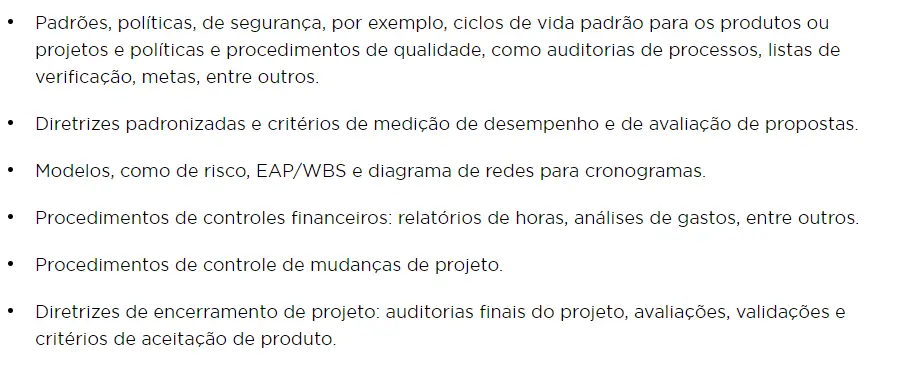 • Padrões, políticas, de segurança, por exemplo, ciclos de vida padrão para os produtos ou
projetos e políticas e procedimentos de qualidade, como auditorias de processos, listas de
verificação, metas, entre outros.
• Diretrizes padronizadas e critérios de medição de desempenho e de avaliação de propostas.
• Modelos, como de risco, EAP/WBS e diagrama de redes para cronogramas.
• Procedimentos de controles financeiros: relatórios de horas, análises de gastos, entre outros.
• Procedimentos de controle de mudanças de projeto.
• Diretrizes de encerramento de projeto: auditorias finais do projeto, avaliações, validações e
critérios de aceitação de produto.